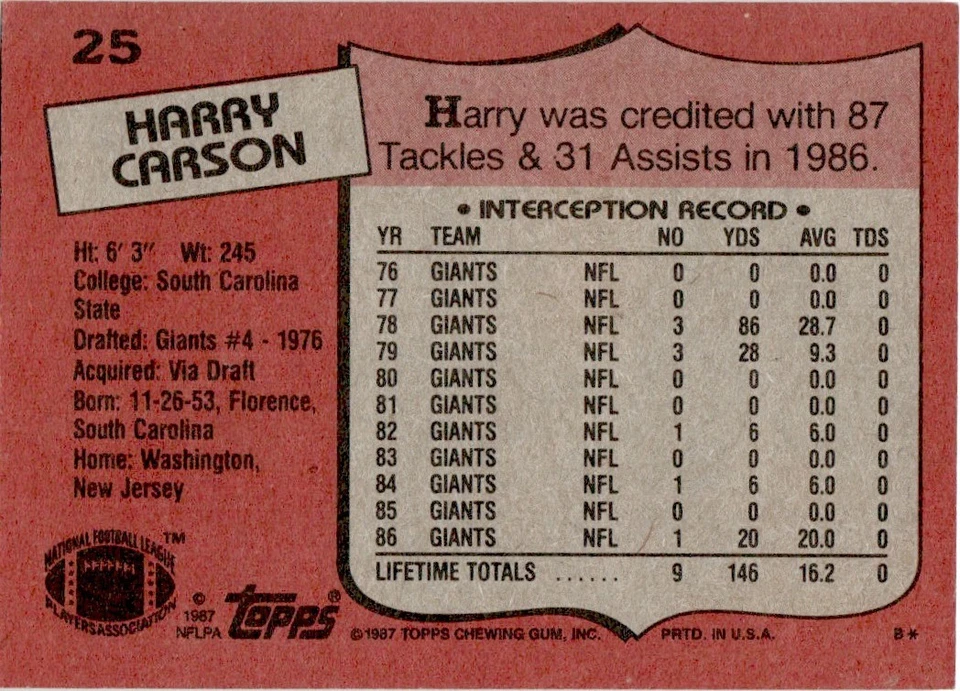 25
HARRY
CARSON
Ht: 6' 3" Wt: 245
College: South Carolina
State
Drafted: Giants #4 - 1976
Acquired: Via Draft
Born: 11-26-53, Florence,
South Carolina
Home: Washington,
New Jersey
NATIONAL FOOTBALL LEAGUE
PLAYERS ASSOCIATION
TM
© 1987
NFLPA
Topps®
Harry was credited with 87
Tackles & 31 Assists in 1986.
• INTERCEPTION RECORD •
YR TEAM NO YDS AVG TDS
76 GIANTS NFL 0 0 0.0 0
77 GIANTS NFL 0 0 0.0 0
78 GIANTS NFL 3 86 28.7 0
79 GIANTS NFL 3 28 9.3 0
80 GIANTS NFL 0 0 0.0 0
81 GIANTS NFL 0 0 0.0 0
82 GIANTS NFL 1 6 6.0 0
83 GIANTS NFL 0 0 0.0 0
84 GIANTS NFL 1 6 6.0 0
85 GIANTS NFL 0 0 0.0 0
86 GIANTS NFL 1 20 20.0 0
LIFETIME TOTALS ...... 9 146 16.2 0
©1987 TOPPS CHEWING GUM, INC. PRTD. IN U.S.A. B*